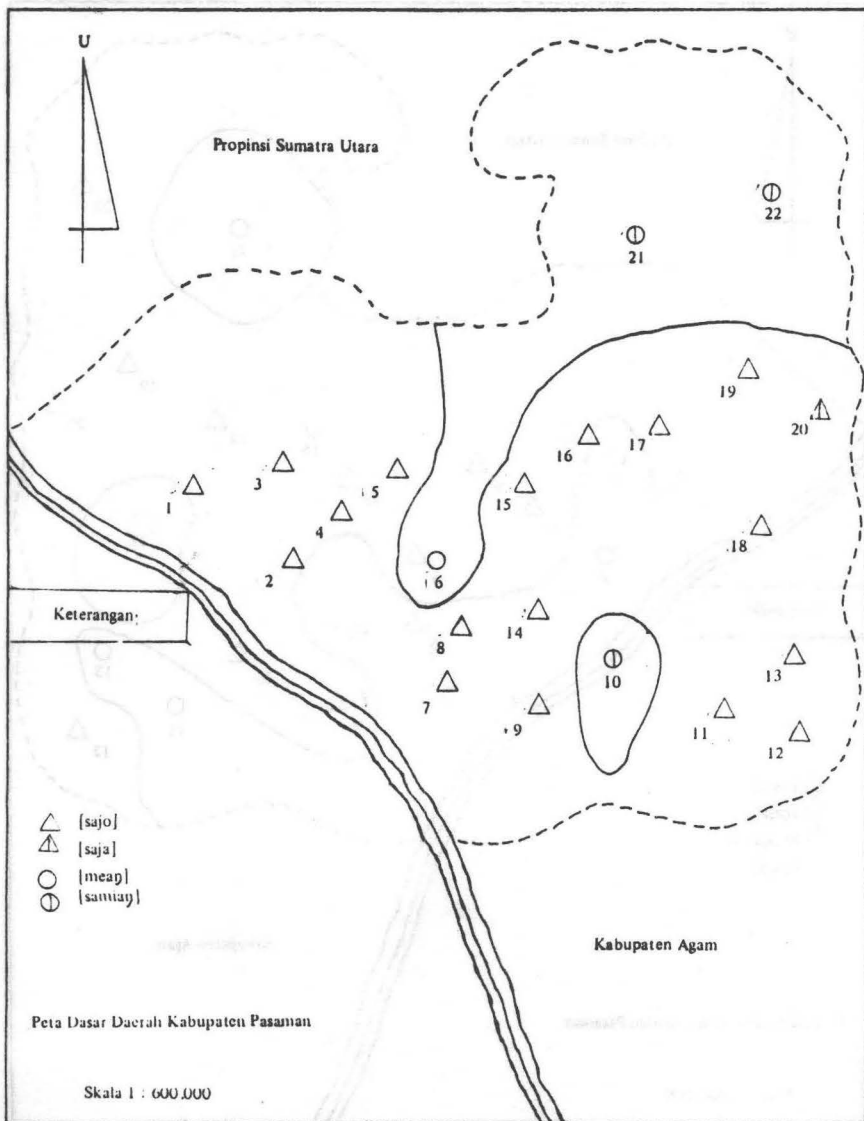 U
Propinsi Sumatra Utara
22
21
19
20
16
17
3
5
1
15
4
18
2
6
Keterangan:
14
8
13
10
7
9
11
12
[sajo]
[saja]
[meaŋ]
[samiaŋ]
Kabupaten Agam
Peta Dasar Daerah Kabupaten Pasaman
Skala 1 : 600.000